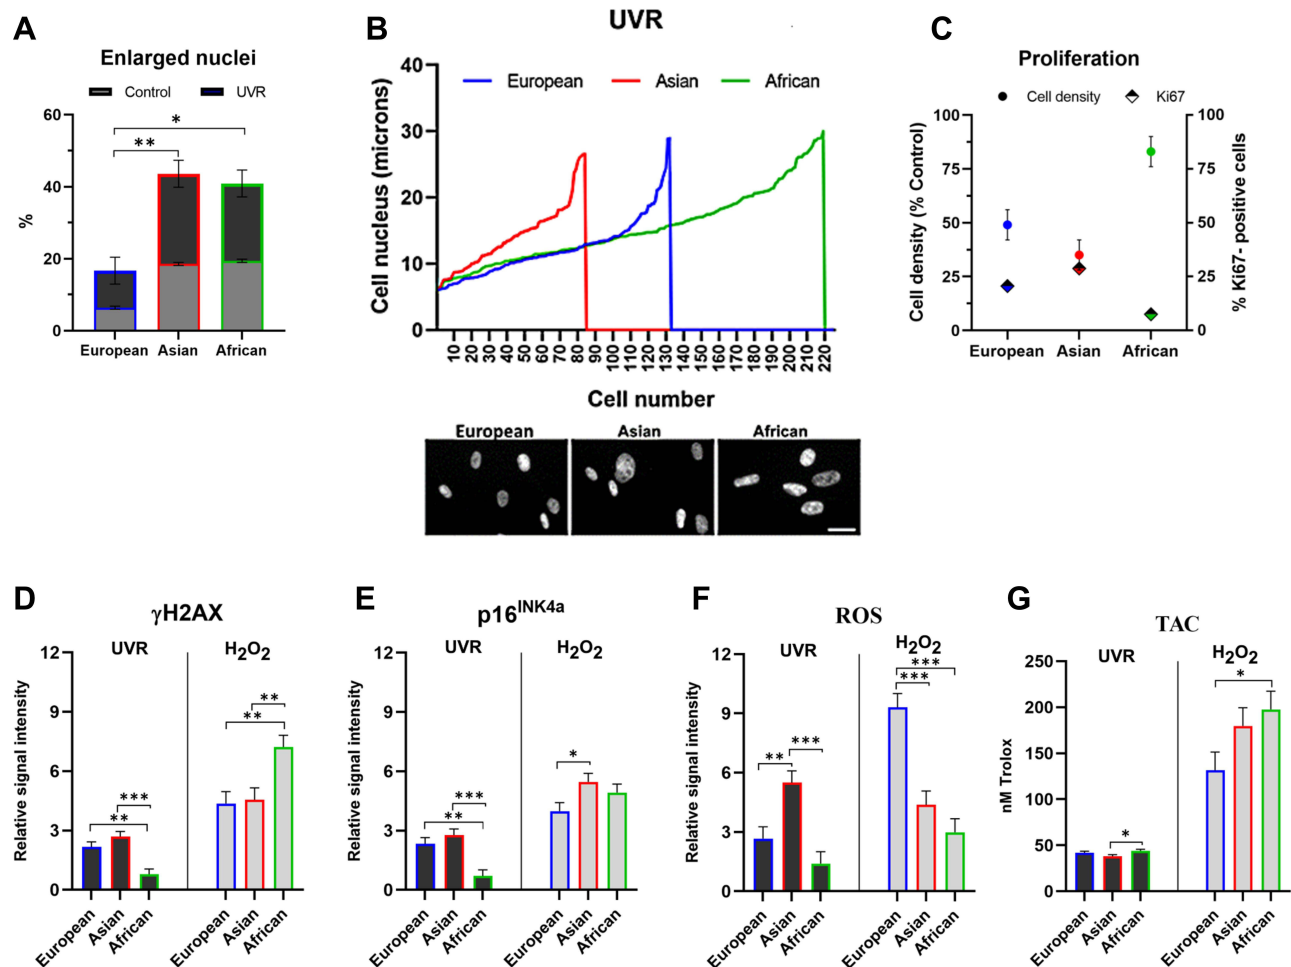 A
Enlarged nuclei
Control UVR
60
40
20
0
%
* 
**
European Asian African
B
UVR
European Asian African
40
30
20
10
0
Cell nucleus (microns)
10 20 30 40 50 60 70 80 90 100 110 120 130 140 150 160 170 180 190 200 210 220
Cell number
European Asian African
C
Proliferation
Cell density Ki67
100 100
75 75
50 50
25 25
0 0
Cell density (% Control)
% Ki67- positive cells
European Asian African
D
γH2AX
UVR H2O2
12
9
6
3
0
Relative signal intensity
**
***
**
**
European Asian African European Asian African
E
p16INK4a
UVR H2O2
12
9
6
3
0
Relative signal intensity
**
***
*
European Asian African European Asian African
F
ROS
UVR H2O2
12
9
6
3
0
Relative signal intensity
**
***
***
***
European Asian African European Asian African
G
TAC
UVR H2O2
250
200
150
100
50
0
nM Trolox
*
*
European Asian African European Asian African